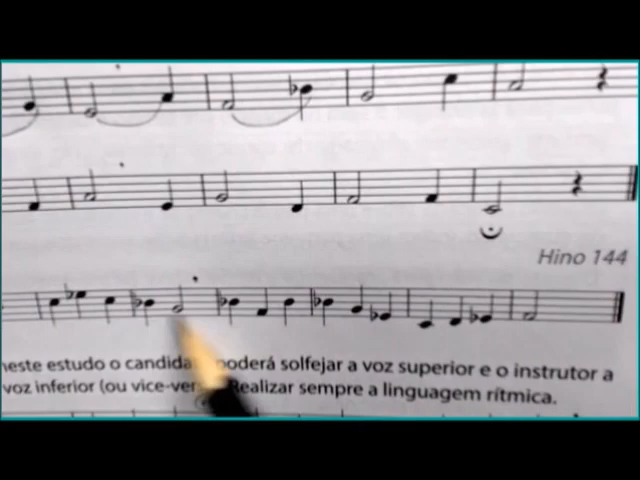 Hino 144
neste estudo o candida poderá solfejar a voz superior e o instrutor a
voz inferior (ou vice-ver Realizar sempre a linguagem rítmica.